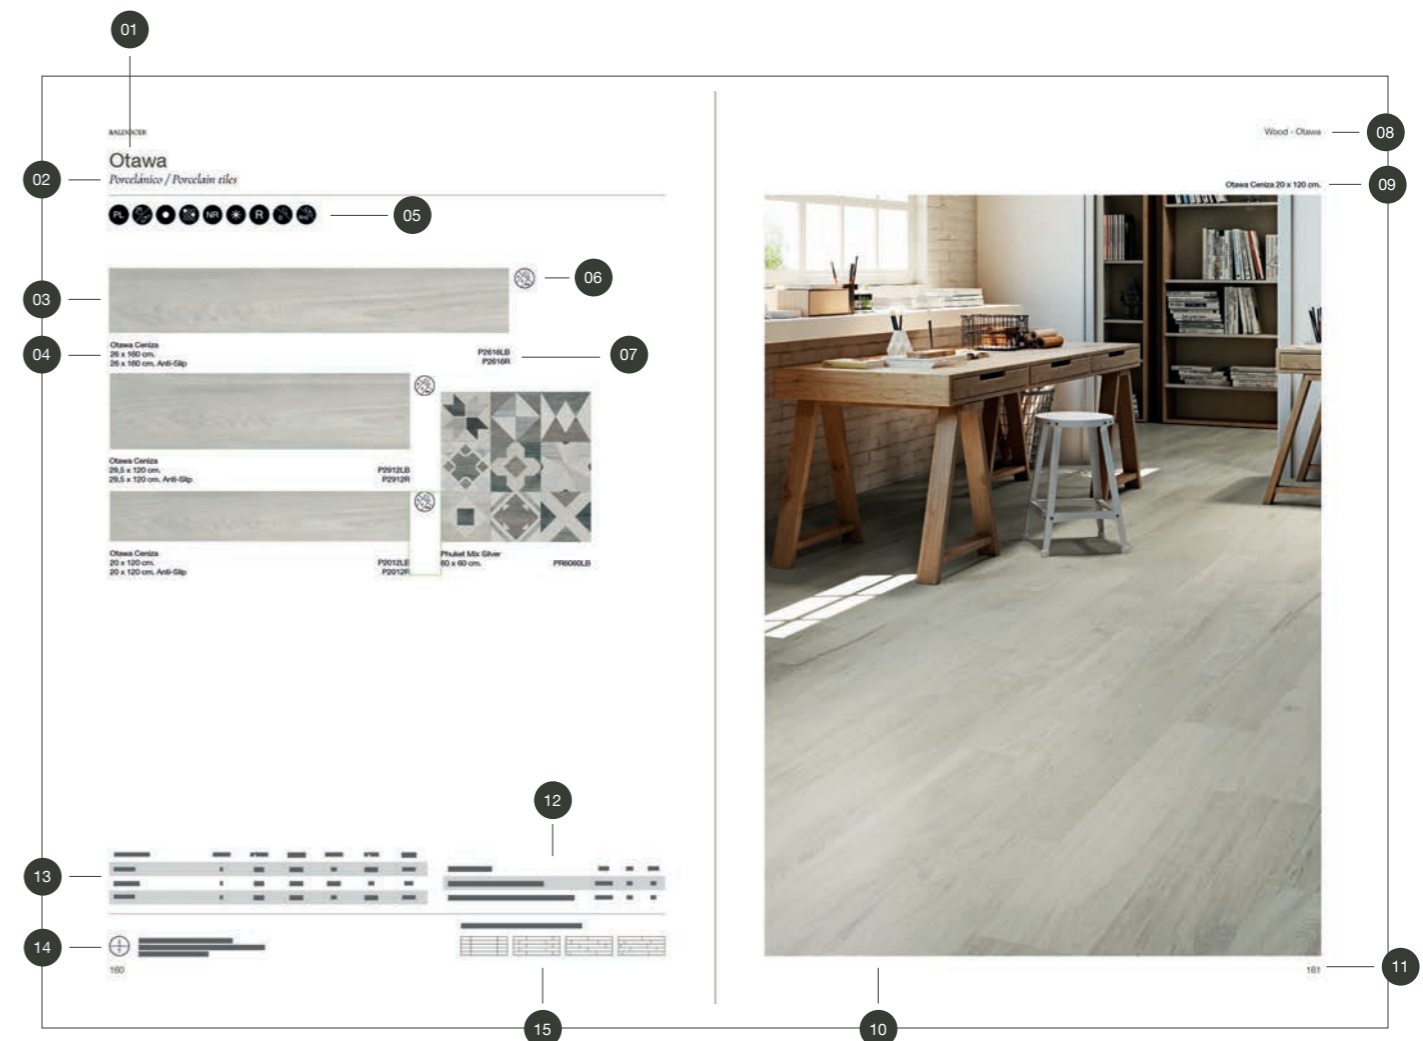 01
BALDOCER
Otawa
02
Porcelánico / Porcelain tiles
PL
NR
R
05
03
06
Otawa Ceniza
26 x 160 cm.
26 x 160 cm. Anti-Slip
P2616LB
P2616R
04
07
Otawa Ceniza
29,5 x 120 cm.
29,5 x 120 cm. Anti-Slip
P2912LB
P2912R
Otawa Ceniza
20 x 120 cm.
20 x 120 cm. Anti-Slip
P2012LB
P2012R
Phuket Mix Silver
60 x 60 cm.
PR6060LB
12
13
14
160
15
Wood - Otawa
08
Otawa Ceniza 20 x 120 cm.
09
161
11
10